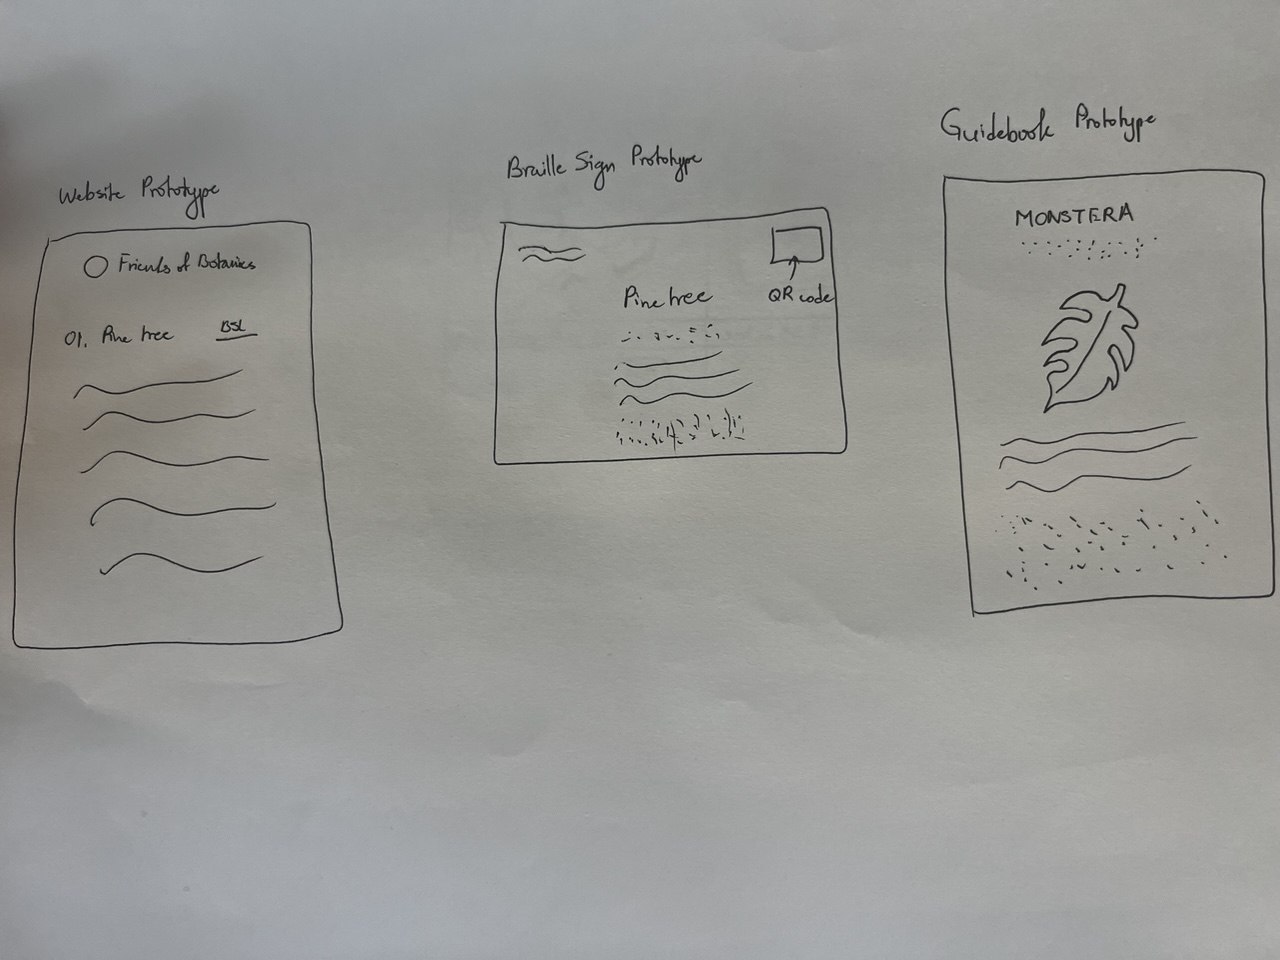 Website Prototype
Friends of Botanics
01. Pine tree BSL
Braille Sign Prototype
QR code
Pine tree
Guidebook Prototype
MONSTERA